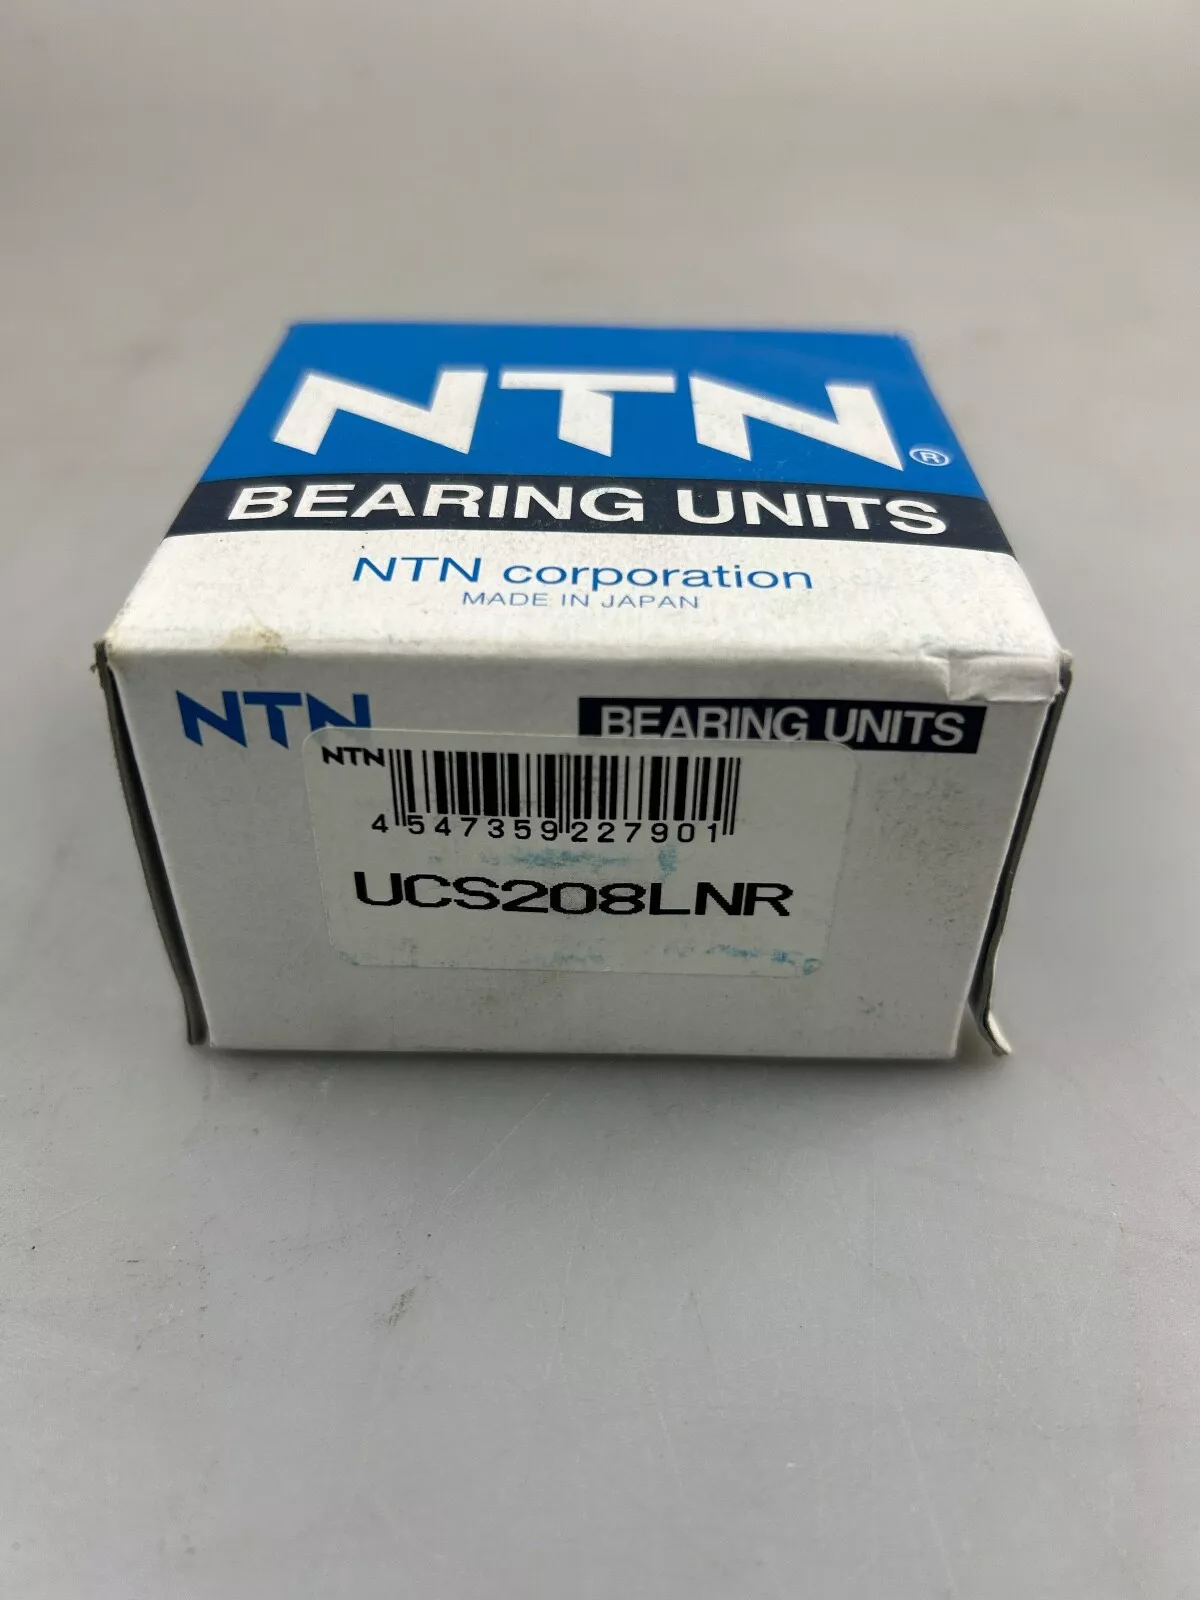 NTN®
BEARING UNITS
NTN corporation
MADE IN JAPAN
NTN
BEARING UNITS
NTN
4 547359 227901
UCS208LNR